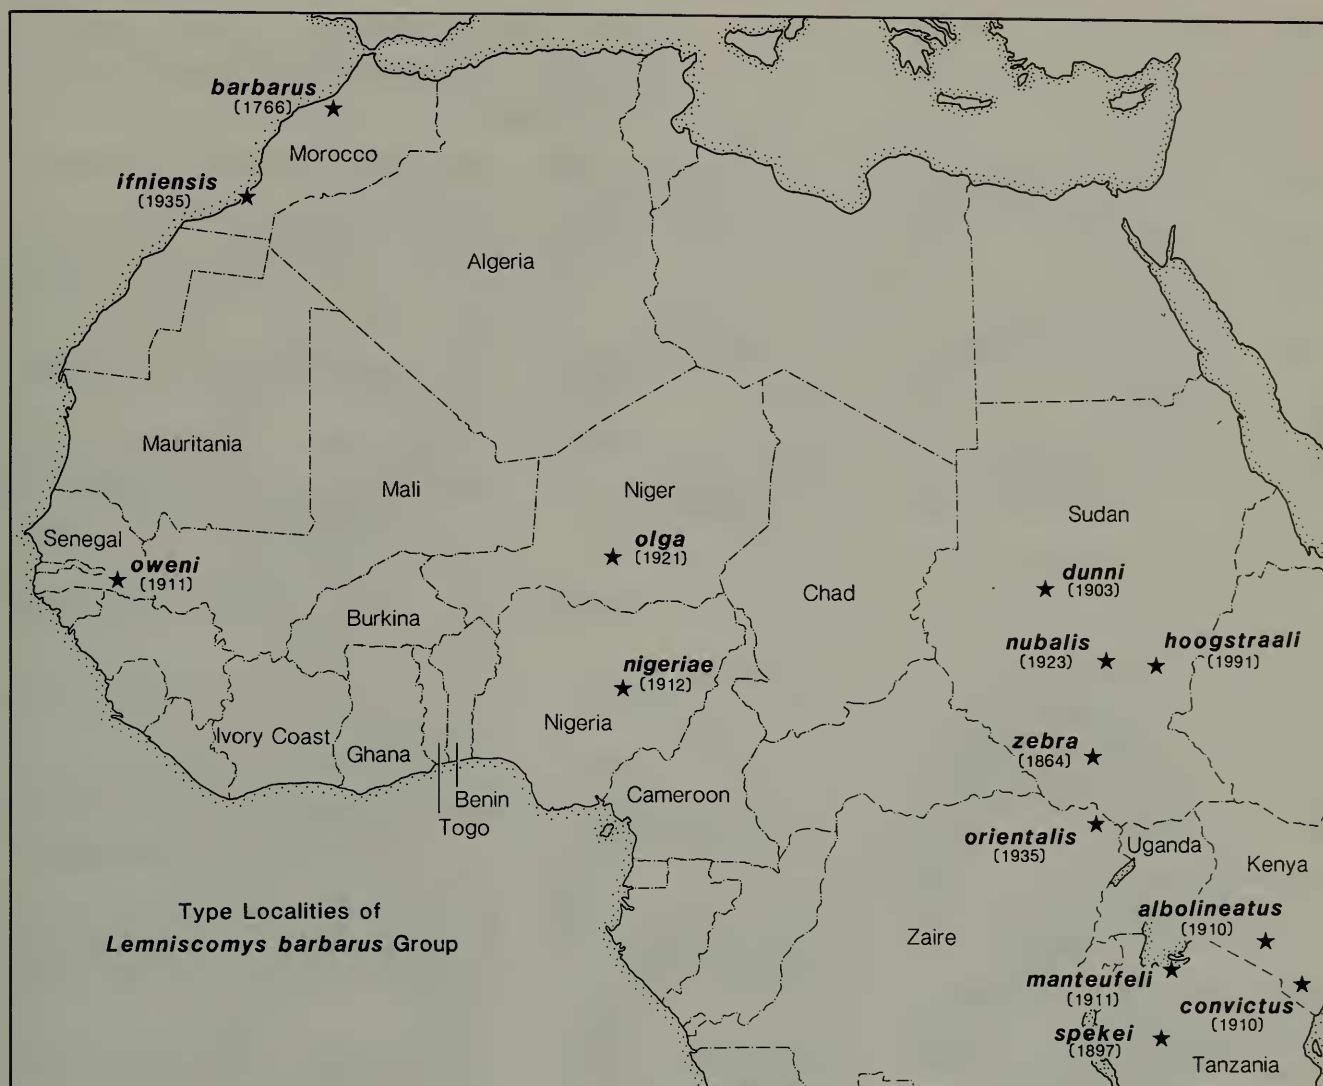 barbarus
(1766)
Morocco
ifniensis
(1935)
Algeria
Mauritania
Mali
Niger
Sudan
Senegal
oweni
(1911)
olga
(1921)
dunni
(1903)
Chad
Burkina
nubalis
(1923)
hoogstraali
(1991)
nigeriae
(1912)
Nigeria
Ivory Coast
Ghana
zebra
(1864)
Benin
Togo
Cameroon
orientalis
(1935)
Uganda
Kenya
Type Localities of
Lemniscomys barbarus Group
albolineatus
(1910)
Zaire
manteufeli
(1911)
convictus
(1910)
spekei
(1897)
Tanzania